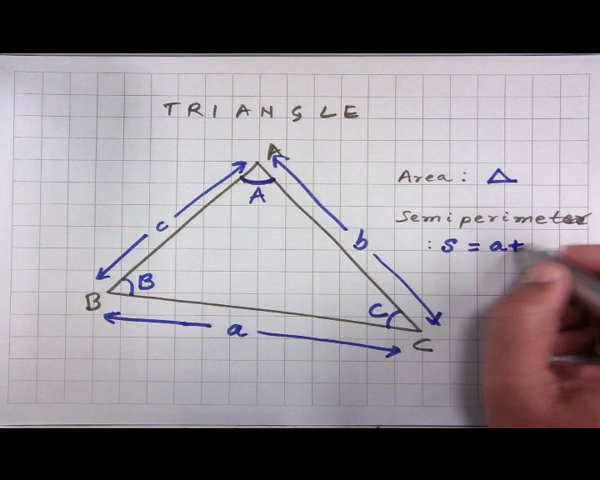 TRIANGLE
A
Area: Δ
A
c
Semiperimeter
b
: s = a+
B
C
B
a
C